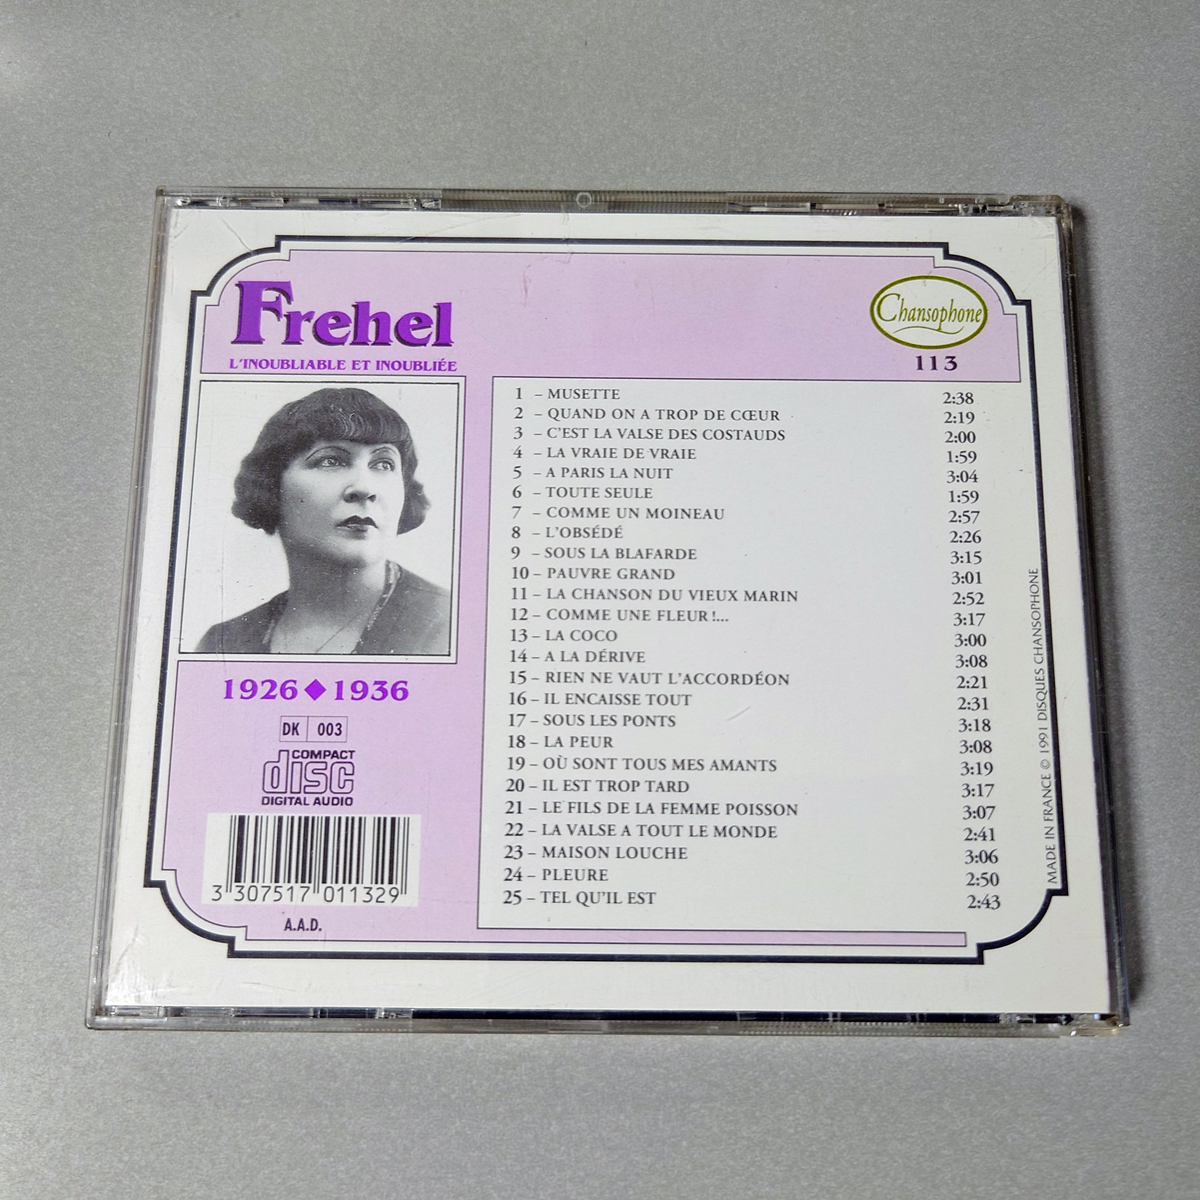 Frehel
L'INOUBLIABLE ET INOUBLIÉE
Chansophone
113
1 – MUSETTE 2:38
2 – QUAND ON A TROP DE CŒUR 2:19
3 – C'EST LA VALSE DES COSTAUDS 2:00
4 – LA VRAIE DE VRAIE 1:59
5 – A PARIS LA NUIT 3:04
6 – TOUTE SEULE 1:59
7 – COMME UN MOINEAU 2:57
8 – L'OBSÉDÉ 2:26
9 – SOUS LA BLAFARDE 3:15
10 – PAUVRE GRAND 3:01
11 – LA CHANSON DU VIEUX MARIN 2:52
12 – COMME UNE FLEUR !... 3:17
13 – LA COCO 3:00
14 – A LA DÉRIVE 3:08
15 – RIEN NE VAUT L'ACCORDÉON 2:21
16 – IL ENCAISSE TOUT 2:31
17 – SOUS LES PONTS 3:18
18 – LA PEUR 3:08
19 – OÙ SONT TOUS MES AMANTS 3:19
20 – IL EST TROP TARD 3:17
21 – LE FILS DE LA FEMME POISSON 3:07
22 – LA VALSE A TOUT LE MONDE 2:41
23 – MAISON LOUCHE 3:06
24 – PLEURE 2:50
25 – TEL QU'IL EST 2:43
1926 ◆ 1936
DK 003
COMPACT
disc
DIGITAL AUDIO
3 307517 011329
A.A.D.
MADE IN FRANCE © 1991 DISQUES CHANSOPHONE